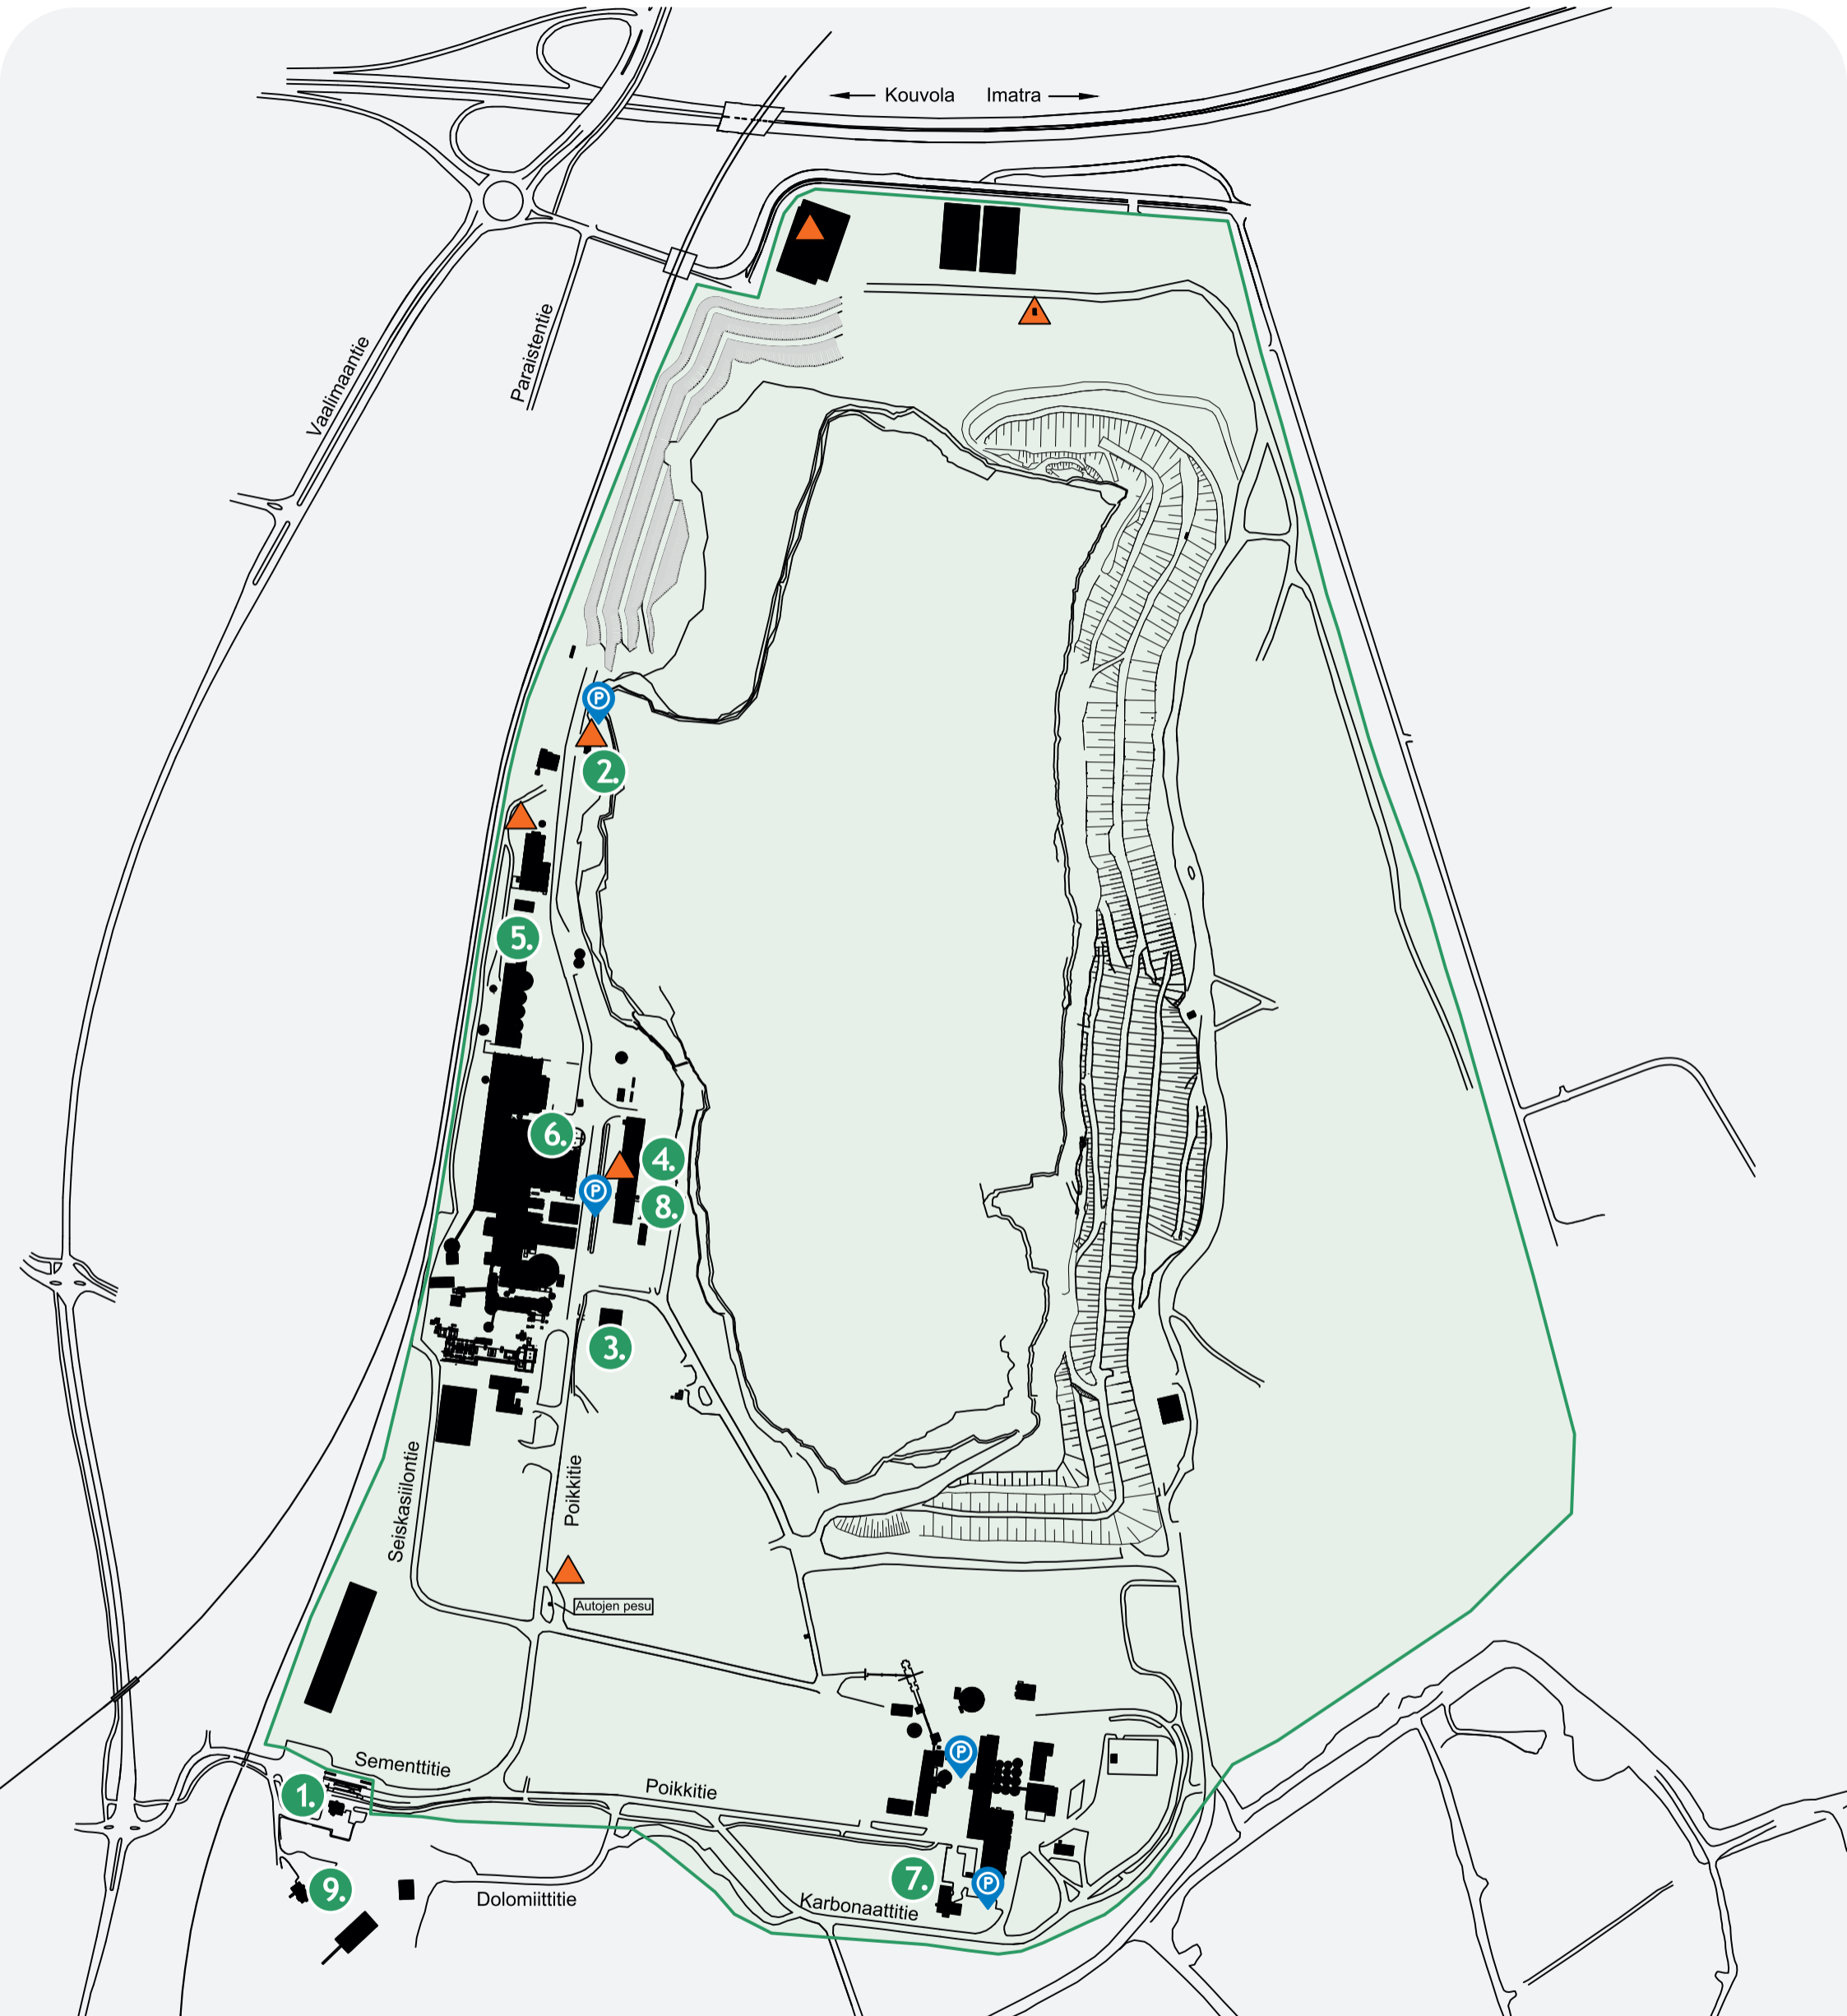 Kouvola Imatra
Vaalimaantie
Paraistentie
P
2.
5.
6.
4.
P
8.
3.
Seiskasiilontie
Poikkitie
Autojen pesu
Sementtitie
P
1.
Poikkitie
7.
P
9.
Dolomiittitie
Karbonaattitie